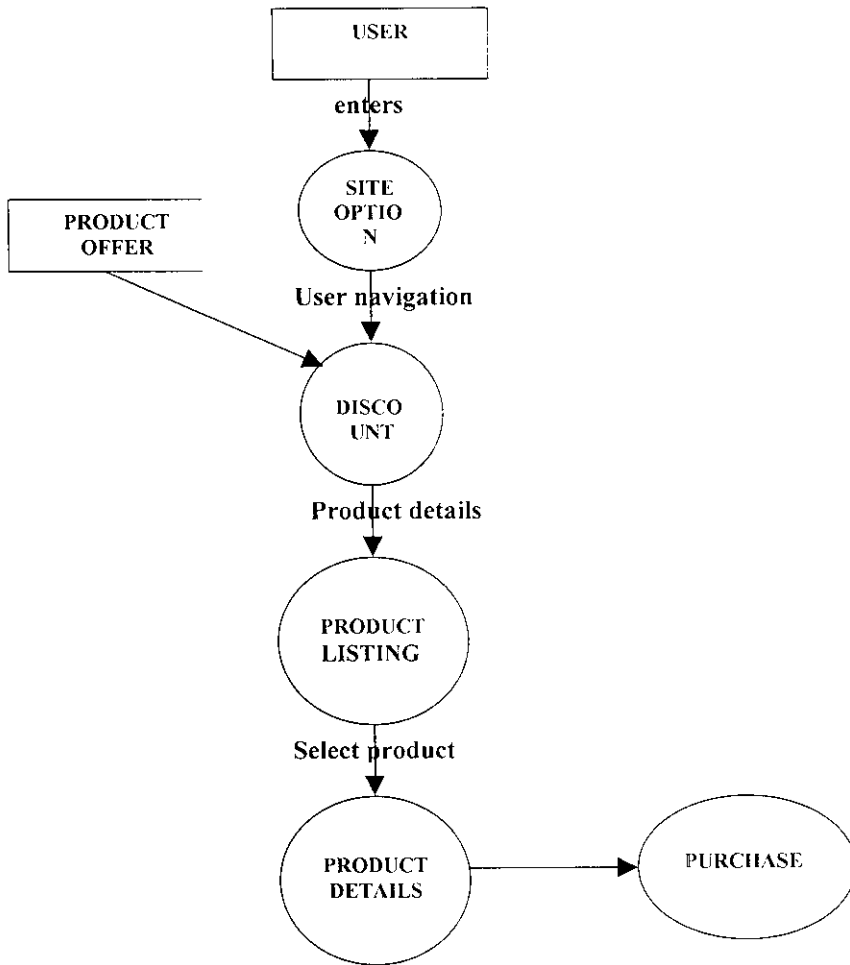 USER
enters
SITE
OPTIO
N
PRODUCT
OFFER
User navigation
DISCO
UNT
Product details
PRODUCT
LISTING
Select product
PRODUCT
DETAILS
PURCHASE